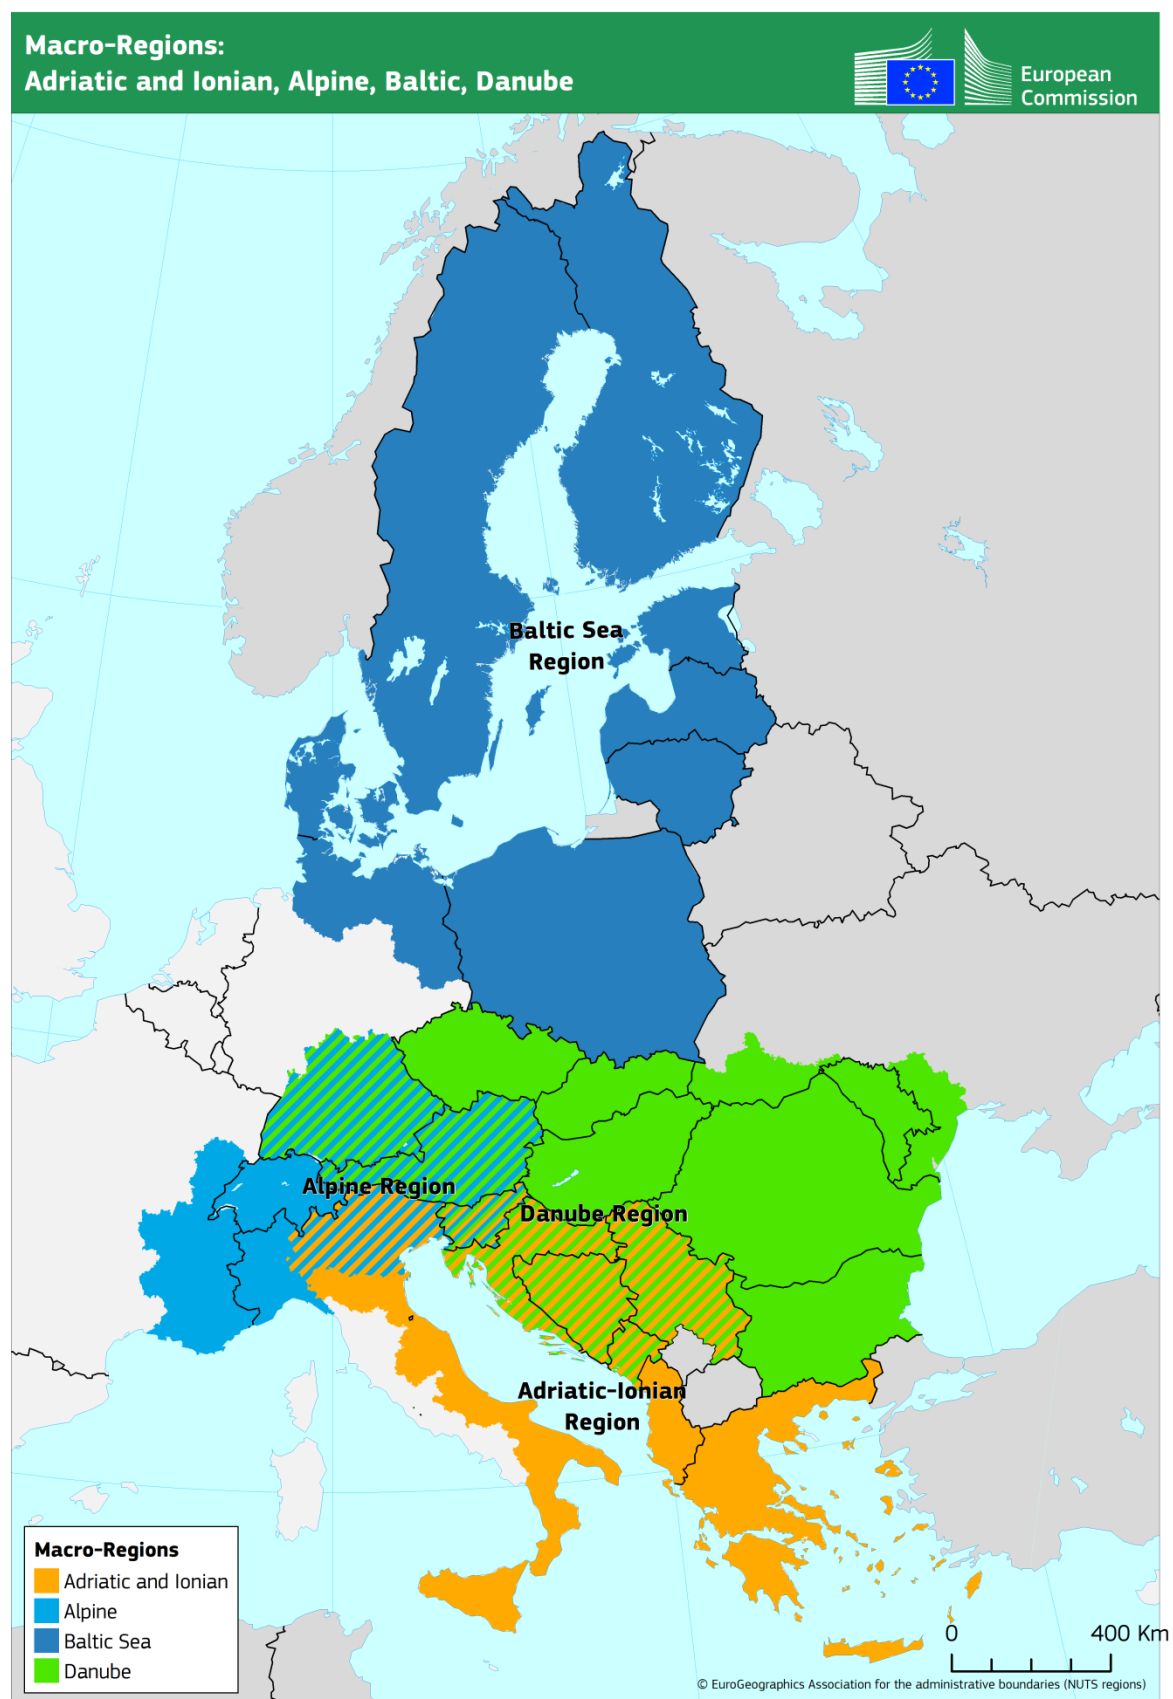 Macro-Regions:
Adriatic and Ionian, Alpine, Baltic, Danube
European
Commission
Baltic Sea
Region
Alpine Region
Danube Region
Adriatic-Ionian
Region
Macro-Regions
Adriatic and Ionian
Alpine
Baltic Sea
Danube
0 400 Km
© EuroGeographics Association for the administrative boundaries (NUTS regions)